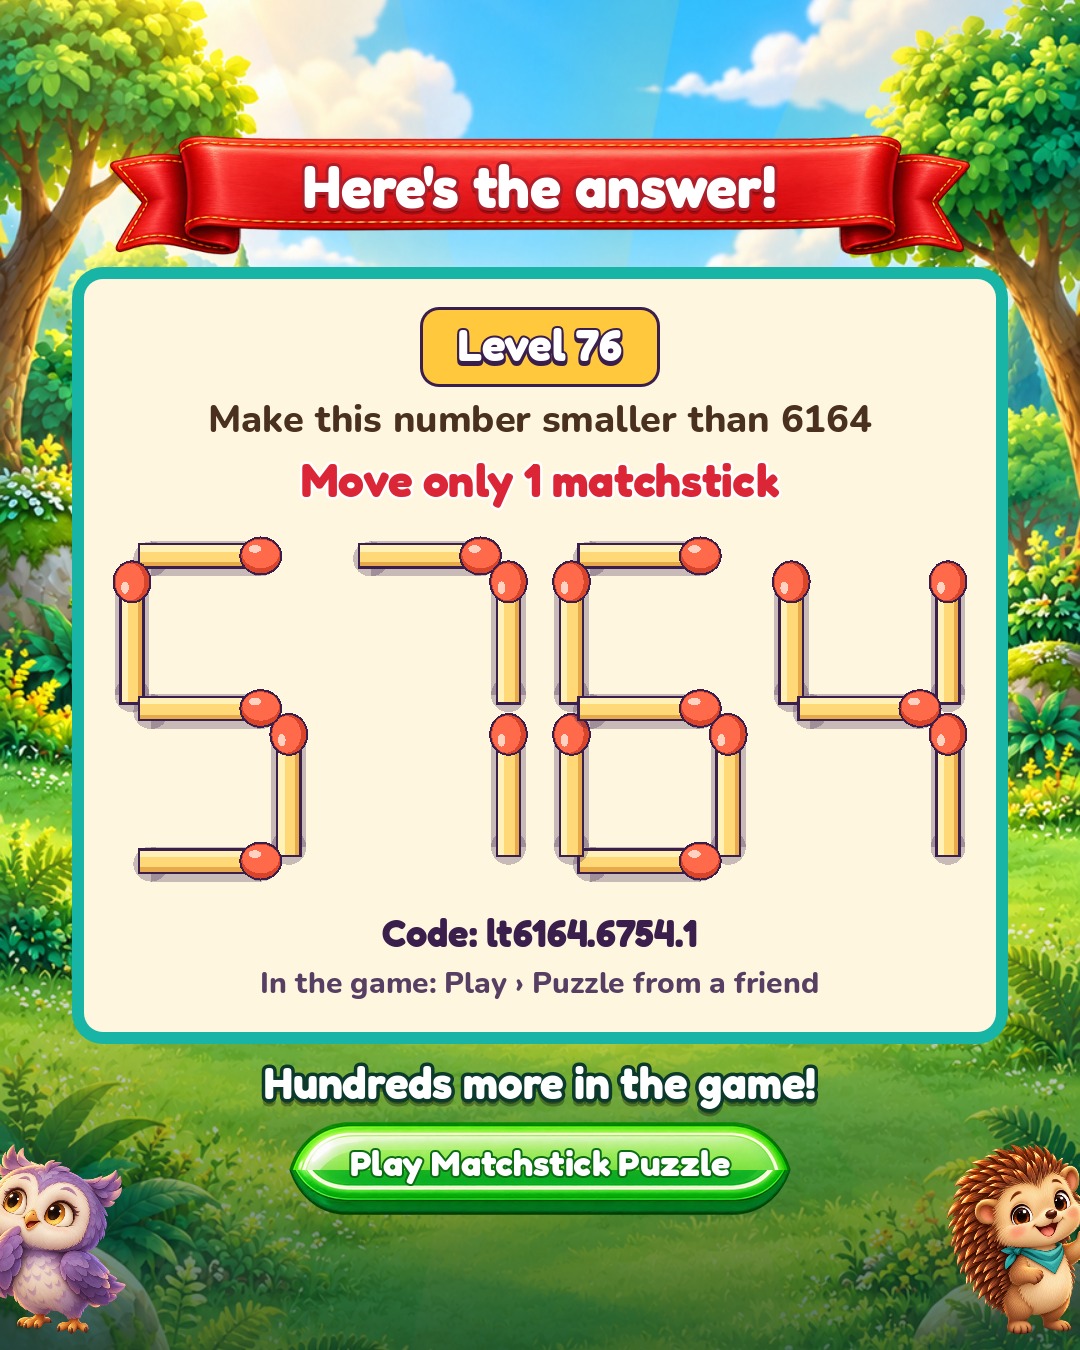 Here's the answer!
Level 76
Make this number smaller than 6164
Move only 1 matchstick
5764
Code: lt6164.6754.1
In the game: Play › Puzzle from a friend
Hundreds more in the game!
Play Matchstick Puzzle